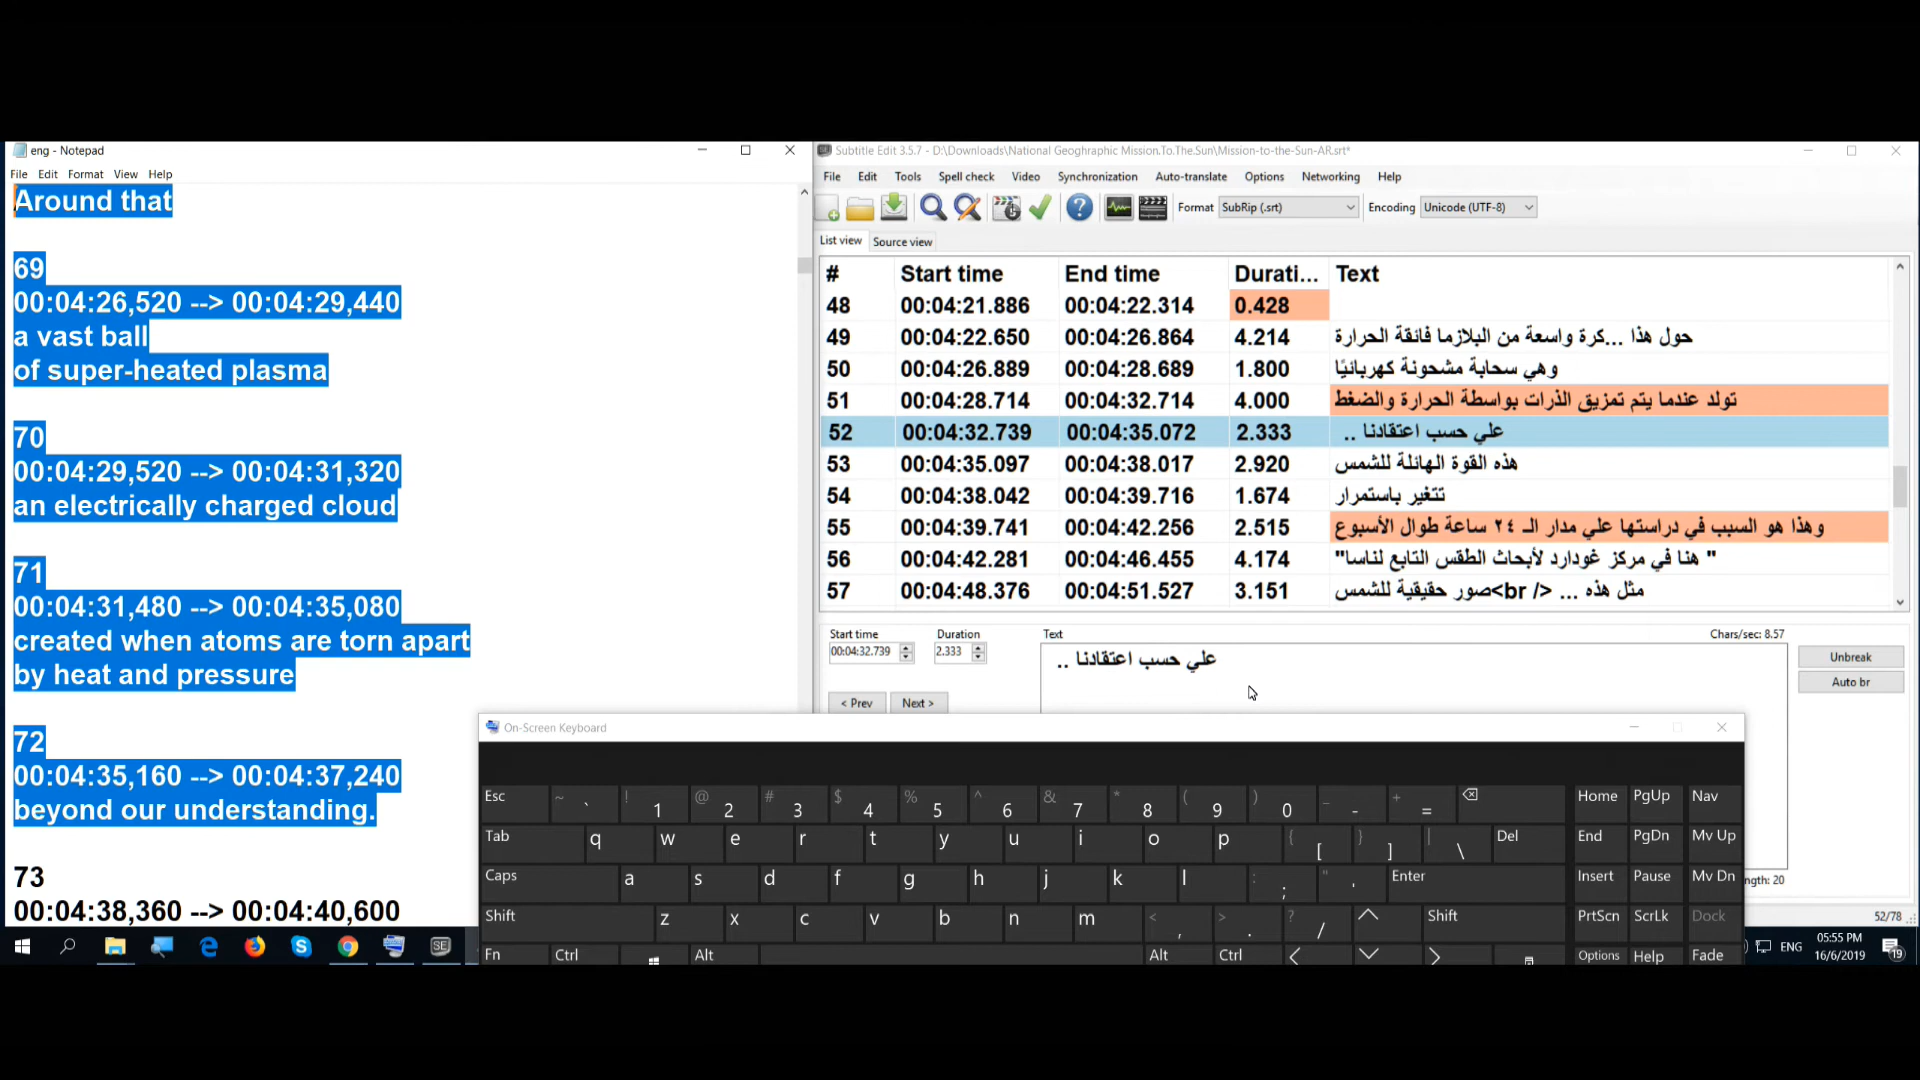 eng - Notepad
File Edit Format View Help
Around that
69
00:04:26,520 --> 00:04:29,440
a vast ball
of super-heated plasma
70
00:04:29,520 --> 00:04:31,320
an electrically charged cloud
71
00:04:31,480 --> 00:04:35,080
created when atoms are torn apart
by heat and pressure
72
00:04:35,160 --> 00:04:37,240
beyond our understanding.
73
00:04:38,360 --> 00:04:40,600
Subtitle Edit 3.5.7 - D:\Downloads\National Geoghraphic Mission.To.The.Sun\Mission-to-the-Sun-AR.srt*
File Edit Tools Spell check Video Synchronization Auto-translate Options Networking Help
Format SubRip (.srt) Encoding Unicode (UTF-8)
List view Source view
# Start time End time Durati... Text
48 00:04:21.886 00:04:22.314 0.428
49 00:04:22.650 00:04:26.864 4.214 حول هذا ...كرة واسعة من البلازما فائقة الحرارة
50 00:04:26.889 00:04:28.689 1.800 وهي سحابة مشحونة كهربائيًا
51 00:04:28.714 00:04:32.714 4.000 تولد عندما يتم تمزيق الذرات بواسطة الحرارة والضغط
52 00:04:32.739 00:04:35.072 2.333 علي حسب اعتقادنا ..
53 00:04:35.097 00:04:38.017 2.920 هذه القوة الهائلة للشمس
54 00:04:38.042 00:04:39.716 1.674 تتغير باستمرار
55 00:04:39.741 00:04:42.256 2.515 وهذا هو السبب في دراستها علي مدار الـ ٢٤ ساعة طوال الأسبوع
56 00:04:42.281 00:04:46.455 4.174 " هنا في مركز غودارد لأبحاث الطقس التابع لناسا"
57 00:04:48.376 00:04:51.527 3.151 مثل هذه ... <br />صور حقيقية للشمس
Start time Duration Text Chars/sec: 8.57
00:04:32.739 2.333
علي حسب اعتقادنا ..
Unbreak
Auto br
< Prev Next >
On-Screen Keyboard
Esc ~ ` ! 1 @ 2 # 3 $ 4 % 5 ^ 6 & 7 * 8 ( 9 ) 0 _ - + = Home PgUp Nav
Tab q w e r t y u i o p { [ } ] | \ Del End PgDn Mv Up
Caps a s d f g h j k l : ; " ' Enter Insert Pause Mv Dn
Shift z x c v b n m < , > . ? / Shift PrtScn ScrLk Dock
Fn Ctrl Alt Alt Ctrl Options Help Fade
ngth: 20
52/78
ENG
05:55 PM
16/6/2019
19